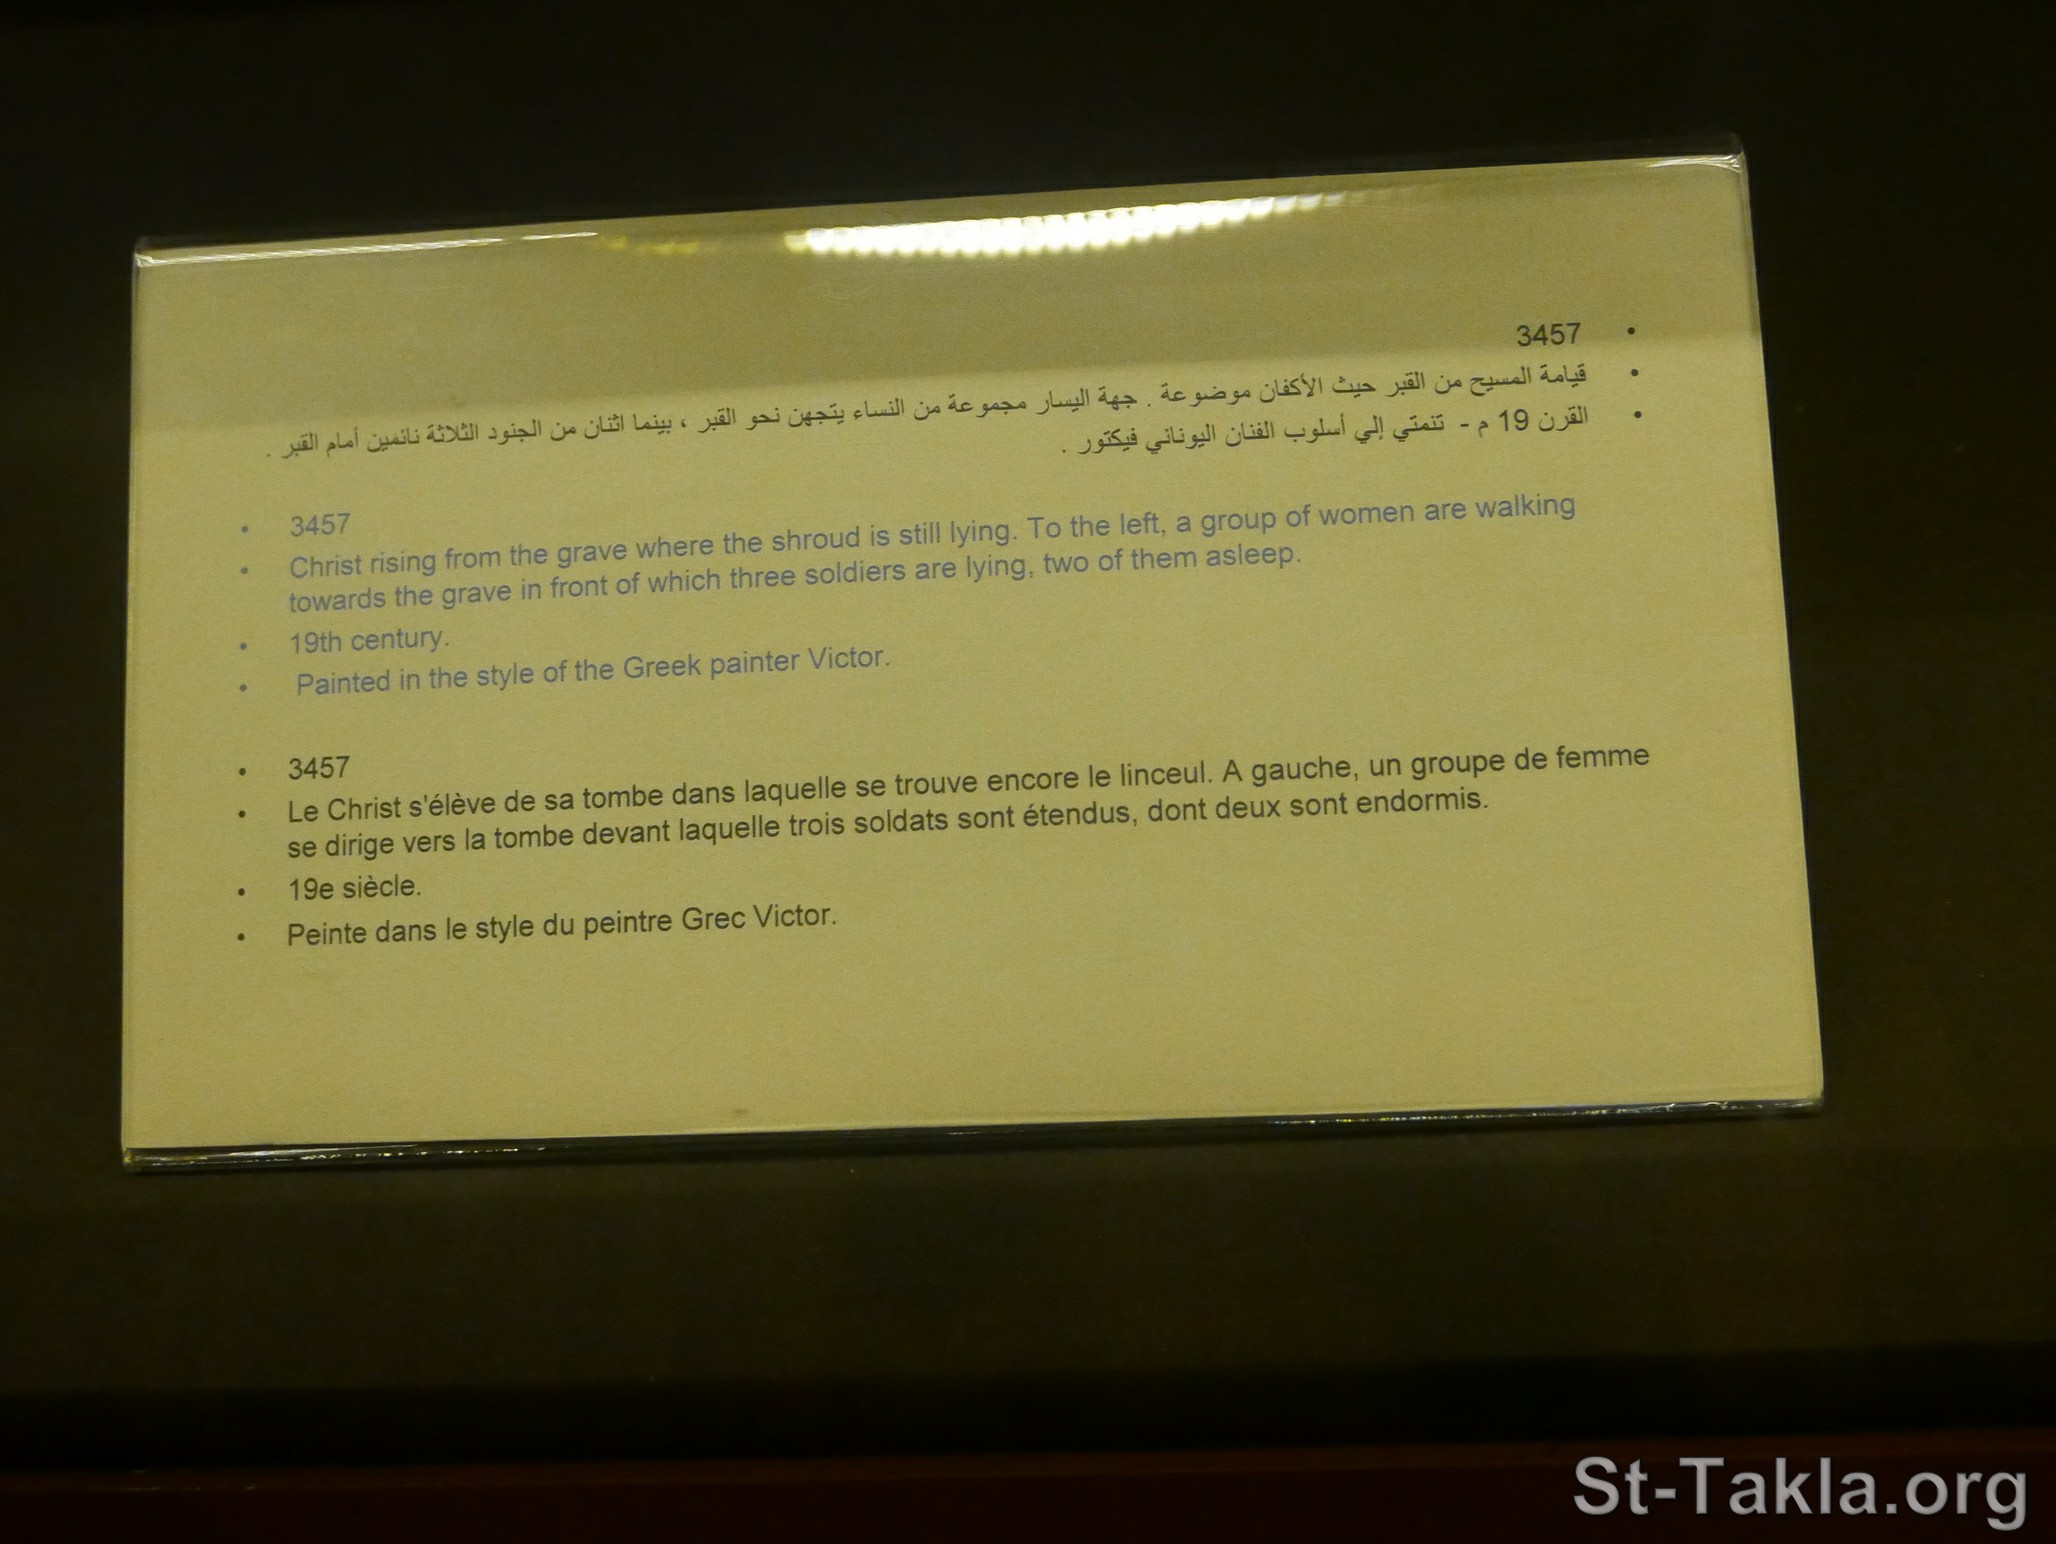 • 3457
• قيامة المسيح من القبر حيث الأكفان موضوعة . جهة اليسار مجموعة من النساء يتجهن نحو القبر ، بينما اثنان من الجنود الثلاثة نائمين أمام القبر .
• القرن 19 م - تنمتي إلي أسلوب الفنان اليوناني فيكتور .
• 3457
• Christ rising from the grave where the shroud is still lying. To the left, a group of women are walking
towards the grave in front of which three soldiers are lying, two of them asleep.
• 19th century.
• Painted in the style of the Greek painter Victor.
• 3457
• Le Christ s'élève de sa tombe dans laquelle se trouve encore le linceul. A gauche, un groupe de femme
se dirige vers la tombe devant laquelle trois soldats sont étendus, dont deux sont endormis.
• 19e siècle.
• Peinte dans le style du peintre Grec Victor.
St-Takla.org